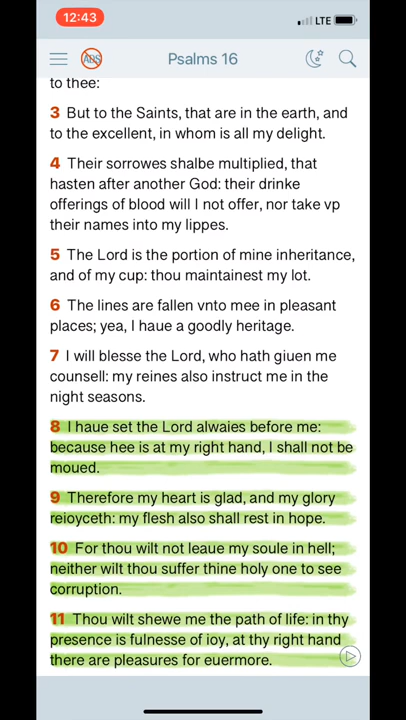 12:43
LTE
ADS
Psalms 16
to thee:
3 But to the Saints, that are in the earth, and
to the excellent, in whom is all my delight.
4 Their sorrowes shalbe multiplied, that
hasten after another God: their drinke
offerings of blood will I not offer, nor take vp
their names into my lippes.
5 The Lord is the portion of mine inheritance,
and of my cup: thou maintainest my lot.
6 The lines are fallen vnto mee in pleasant
places; yea, I haue a goodly heritage.
7 I will blesse the Lord, who hath giuen me
counsell: my reines also instruct me in the
night seasons.
8 I haue set the Lord alwaies before me:
because hee is at my right hand, I shall not be
moued.
9 Therefore my heart is glad, and my glory
reioyceth: my flesh also shall rest in hope.
10 For thou wilt not leaue my soule in hell;
neither wilt thou suffer thine holy one to see
corruption.
11 Thou wilt shewe me the path of life: in thy
presence is fulnesse of ioy, at thy right hand
there are pleasures for euermore.